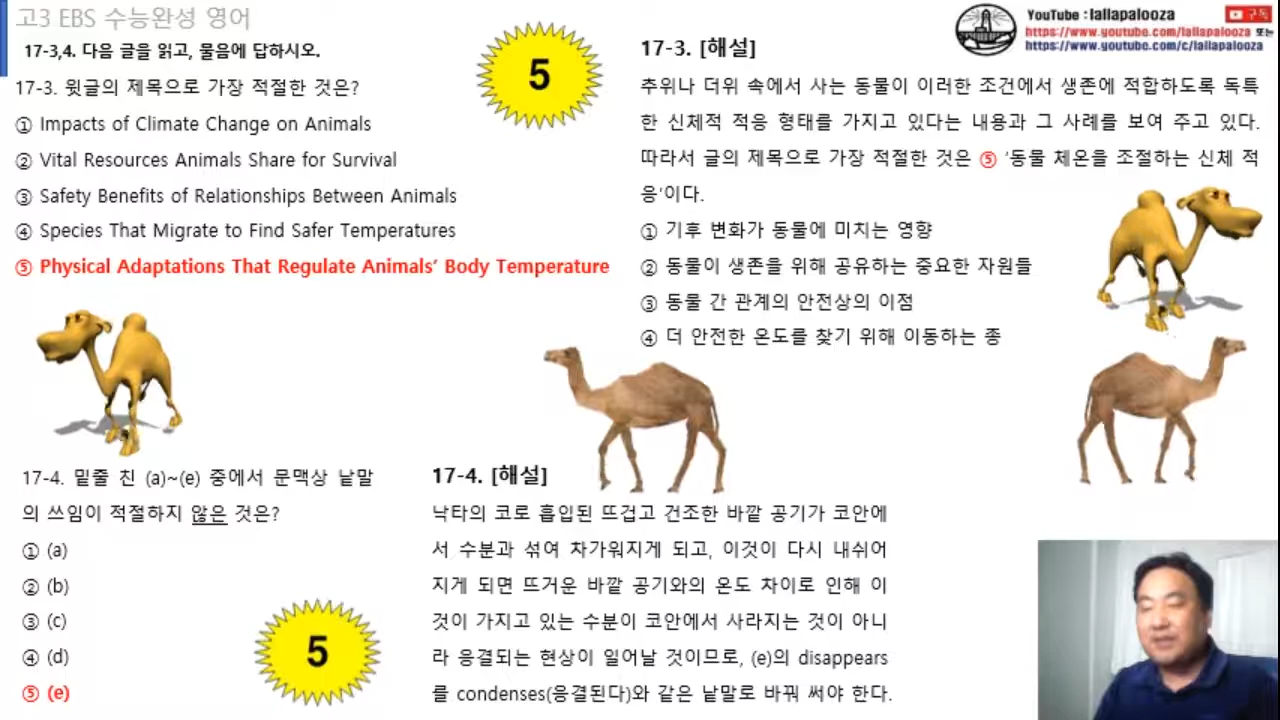 고3 EBS 수능완성 영어
17-3,4. 다음 글을 읽고, 물음에 답하시오.
17-3. 윗글의 제목으로 가장 적절한 것은?
① Impacts of Climate Change on Animals
② Vital Resources Animals Share for Survival
③ Safety Benefits of Relationships Between Animals
④ Species That Migrate to Find Safer Temperatures
⑤ Physical Adaptations That Regulate Animals' Body Temperature
5
YouTube : lallapalooza
구독
https://www.youtube.com/lallapalooza 또는
https://www.youtube.com/c/lallapalooza
17-3. [해설]
추위나 더위 속에서 사는 동물이 이러한 조건에서 생존에 적합하도록 독특
한 신체적 적응 형태를 가지고 있다는 내용과 그 사례를 보여 주고 있다.
따라서 글의 제목으로 가장 적절한 것은 ⑤ '동물 체온을 조절하는 신체 적
응'이다.
① 기후 변화가 동물에 미치는 영향
② 동물이 생존을 위해 공유하는 중요한 자원들
③ 동물 간 관계의 안전상의 이점
④ 더 안전한 온도를 찾기 위해 이동하는 종
17-4. 밑줄 친 (a)~(e) 중에서 문맥상 낱말
의 쓰임이 적절하지 않은 것은?
① (a)
② (b)
③ (c)
④ (d)
⑤ (e)
5
17-4. [해설]
낙타의 코로 흡입된 뜨겁고 건조한 바깥 공기가 코안에
서 수분과 섞여 차가워지게 되고, 이것이 다시 내쉬어
지게 되면 뜨거운 바깥 공기와의 온도 차이로 인해 이
것이 가지고 있는 수분이 코안에서 사라지는 것이 아니
라 응결되는 현상이 일어날 것이므로, (e)의 disappears
를 condenses(응결된다)와 같은 낱말로 바꿔 써야 한다.